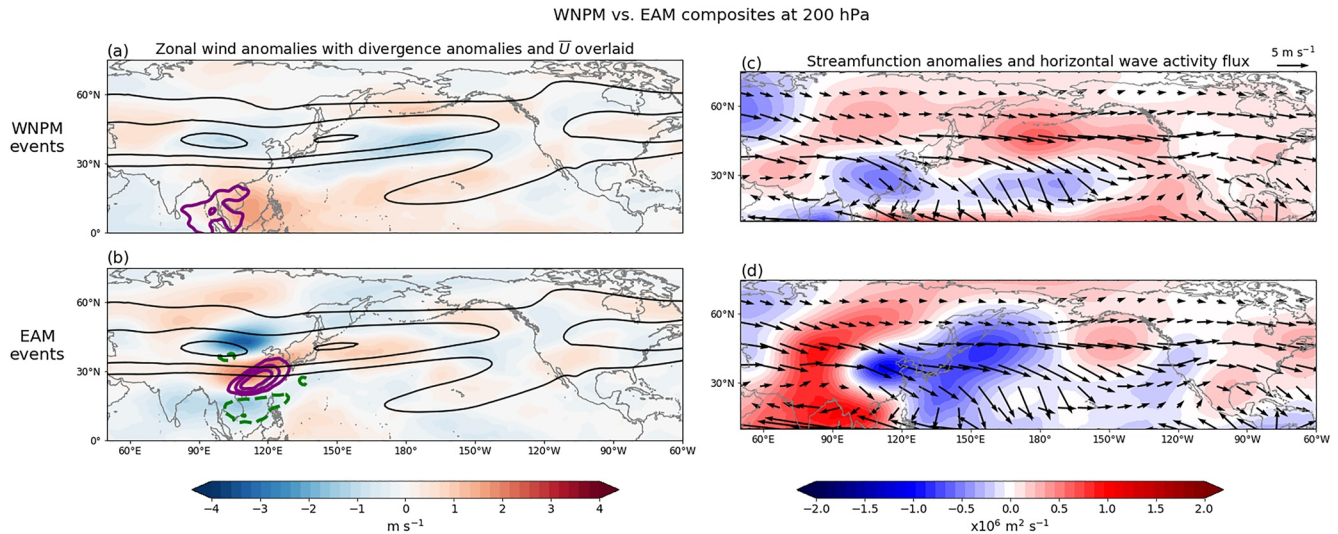 WNPM vs. EAM composites at 200 hPa
(a) Zonal wind anomalies with divergence anomalies and U̅ overlaid
(c) Streamfunction anomalies and horizontal wave activity flux
5 m s⁻¹
WNPM
events
60°N
30°N
0°
60°N
30°N
(b)
(d)
EAM
events
60°N
30°N
0°
60°E 90°E 120°E 150°E 180° 150°W 120°W 90°W 60°W
60°N
30°N
60°E 90°E 120°E 150°E 180° 150°W 120°W 90°W 60°W
−4 −3 −2 −1 0 1 2 3 4
m s⁻¹
−2.0 −1.5 −1.0 −0.5 0.0 0.5 1.0 1.5 2.0
x10⁶ m² s⁻¹